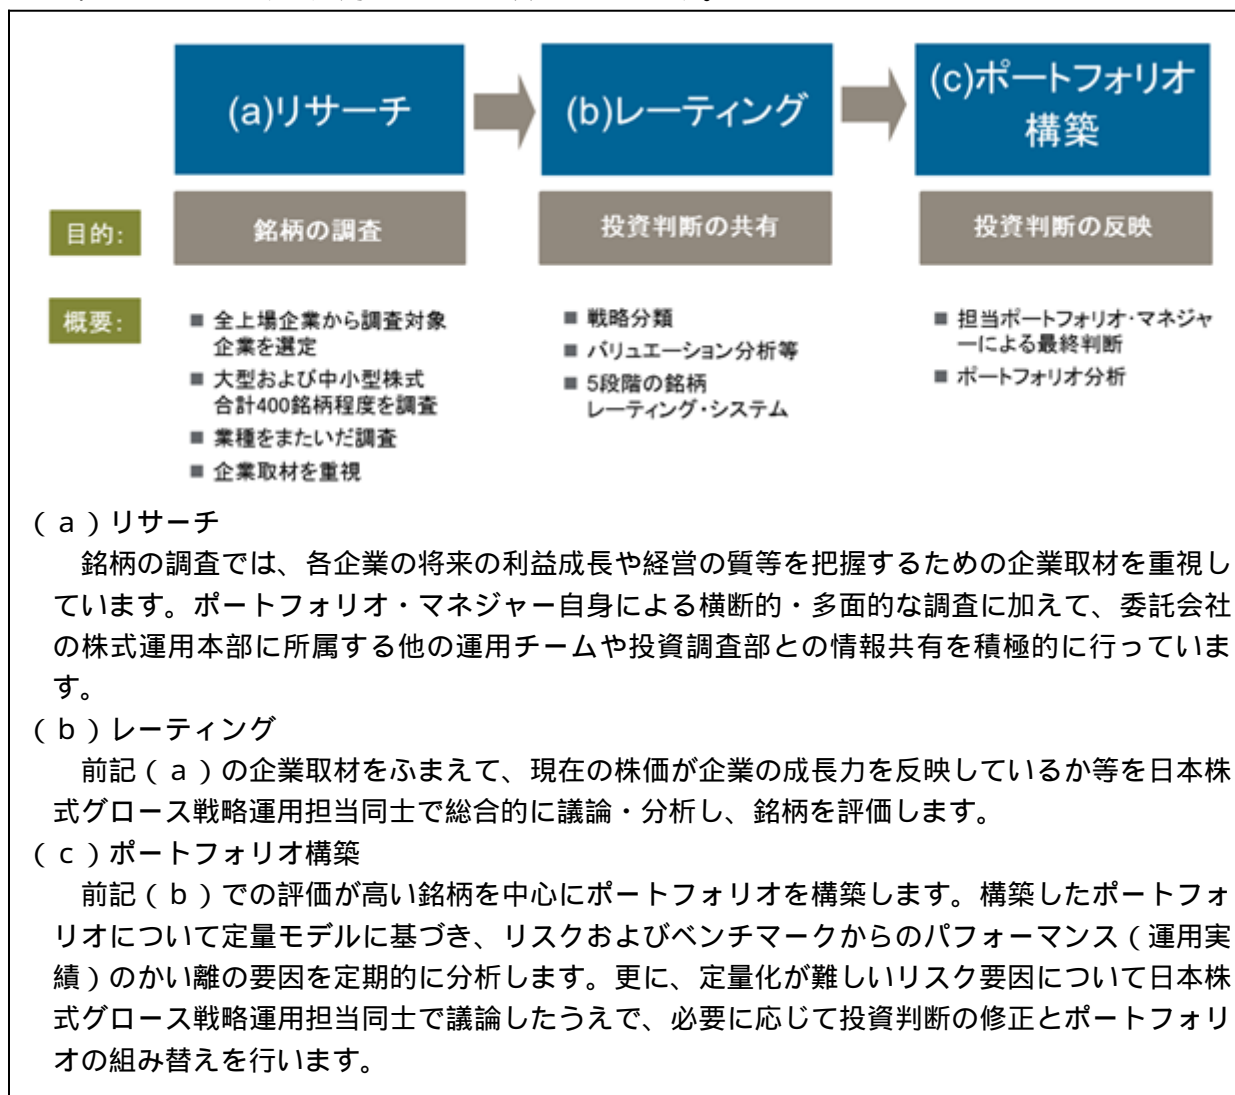 (a)リサーチ
(b)レーティング
(c)ポートフォリオ
構築
目的:
銘柄の調査
投資判断の共有
投資判断の反映
概要:
■ 全上場企業から調査対象
企業を選定
■ 大型および中小型株式
合計400銘柄程度を調査
■ 業種をまたいだ調査
■ 企業取材を重視
■ 戦略分類
■ バリュエーション分析等
■ 5段階の銘柄
レーティング・システム
■ 担当ポートフォリオ・マネジャ
ーによる最終判断
■ ポートフォリオ分析
(a)リサーチ
銘柄の調査では、各企業の将来の利益成長や経営の質等を把握するための企業取材を重視し
ています。ポートフォリオ・マネジャー自身による横断的・多面的な調査に加えて、委託会社
の株式運用本部に所属する他の運用チームや投資調査部との情報共有を積極的に行っていま
す。
(b)レーティング
前記(a)の企業取材をふまえて、現在の株価が企業の成長力を反映しているか等を日本株
式グロース戦略運用担当同士で総合的に議論・分析し、銘柄を評価します。
(c)ポートフォリオ構築
前記(b)での評価が高い銘柄を中心にポートフォリオを構築します。構築したポートフォ
リオについて定量モデルに基づき、リスクおよびベンチマークからのパフォーマンス(運用実
績)のかい離の要因を定期的に分析します。更に、定量化が難しいリスク要因について日本株
式グロース戦略運用担当同士で議論したうえで、必要に応じて投資判断の修正とポートフォリ
オの組み替えを行います。